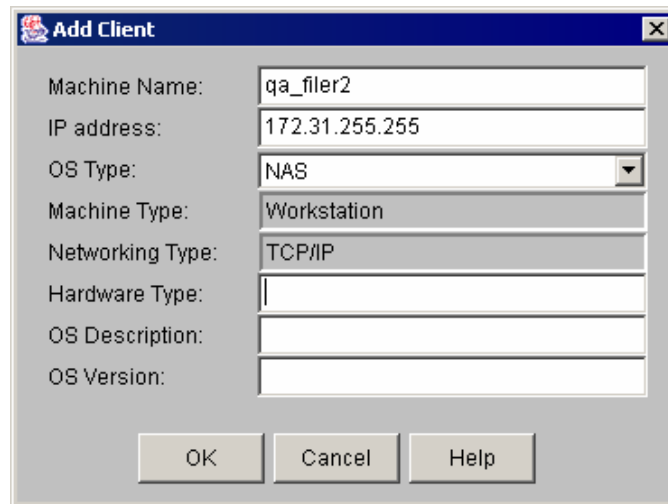 Add Client
Machine Name: qa_filer2
IP address: 172.31.255.255
OS Type: NAS
Machine Type: Workstation
Networking Type: TCP/IP
Hardware Type:
OS Description:
OS Version:
OK Cancel Help